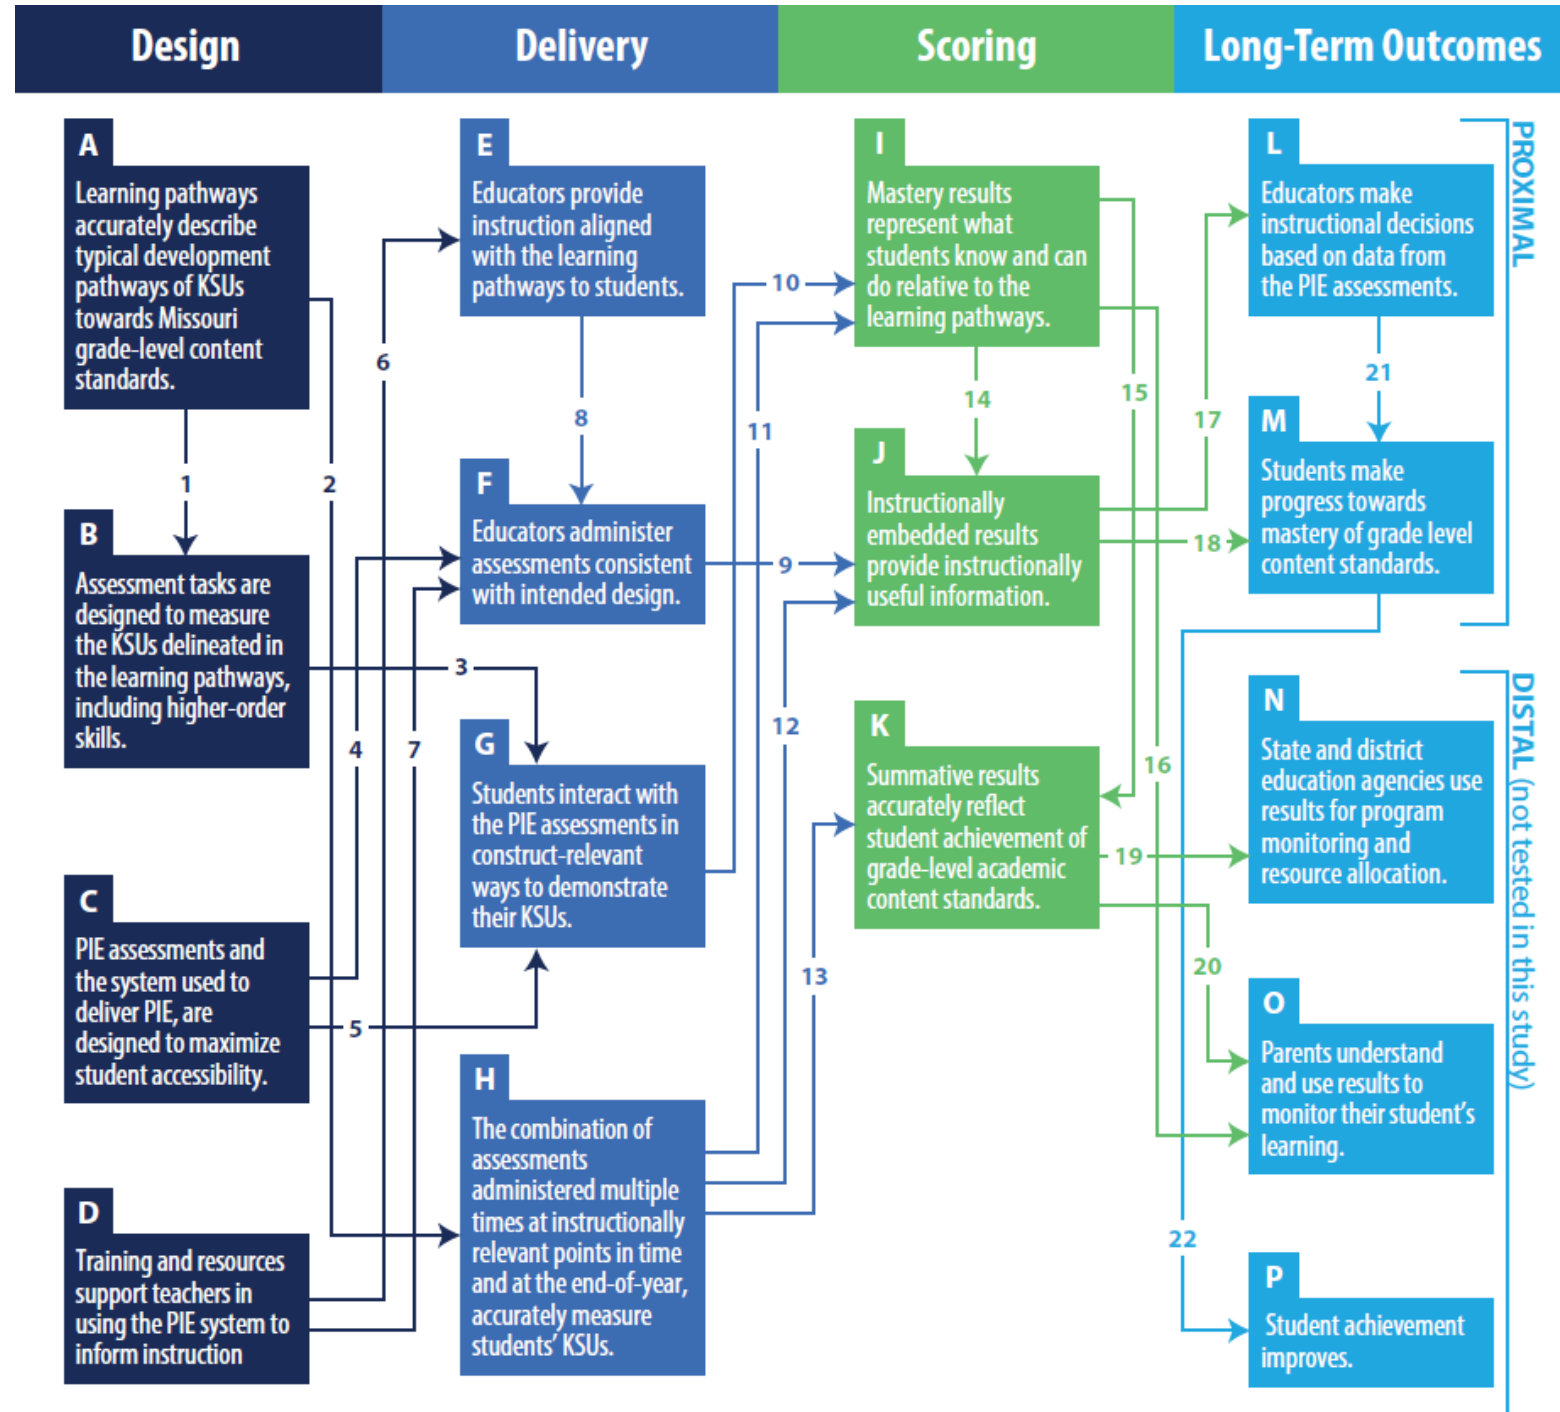 Design
Delivery
Scoring
Long-Term Outcomes
A
Learning pathways
accurately describe
typical development
pathways of KSUs
towards Missouri
grade-level content
standards.
1
2
B
Assessment tasks are
designed to measure
the KSUs delineated in
the learning pathways,
including higher-order
skills.
3
4
C
PIE assessments and
the system used to
deliver PIE, are
designed to maximize
student accessibility.
5
D
Training and resources
support teachers in
using the PIE system to
inform instruction
6
7
E
Educators provide
instruction aligned
with the learning
pathways to students.
8
F
Educators administer
assessments consistent
with intended design.
9
G
Students interact with
the PIE assessments in
construct-relevant
ways to demonstrate
their KSUs.
10
H
The combination of
assessments
administered multiple
times at instructionally
relevant points in time
and at the end-of-year,
accurately measure
students’ KSUs.
11
12
13
I
Mastery results
represent what
students know and can
do relative to the
learning pathways.
14
15
16
J
Instructionally
embedded results
provide instructionally
useful information.
17
18
K
Summative results
accurately reflect
student achievement of
grade-level academic
content standards.
19
20
PROXIMAL
L
Educators make
instructional decisions
based on data from
the PIE assessments.
21
M
Students make
progress towards
mastery of grade level
content standards.
22
DISTAL (not tested in this study)
N
State and district
education agencies use
results for program
monitoring and
resource allocation.
O
Parents understand
and use results to
monitor their student’s
learning.
P
Student achievement
improves.